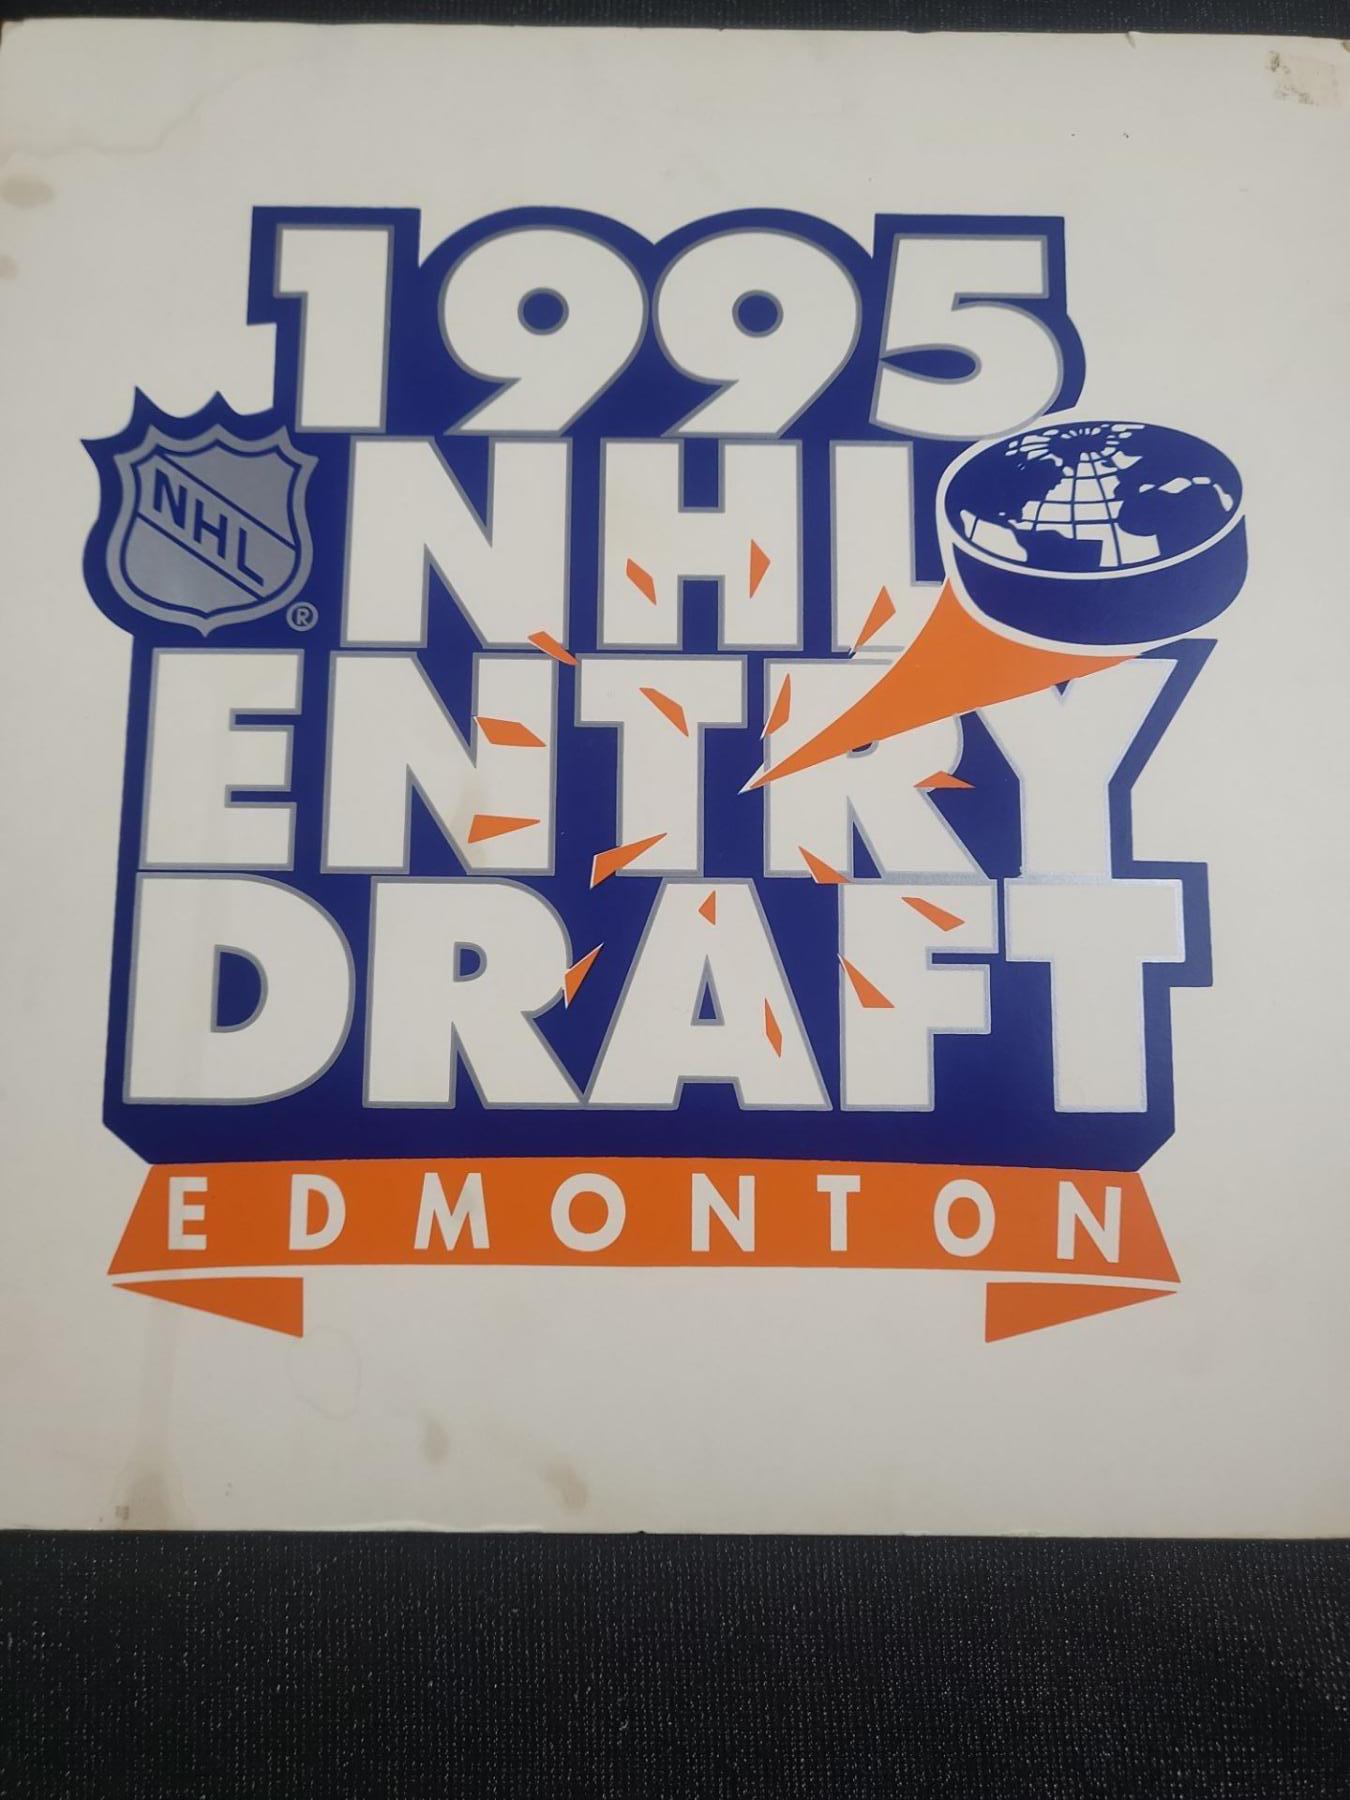 1995
NHL
NHL
®
ENTRY
DRAFT
EDMONTON